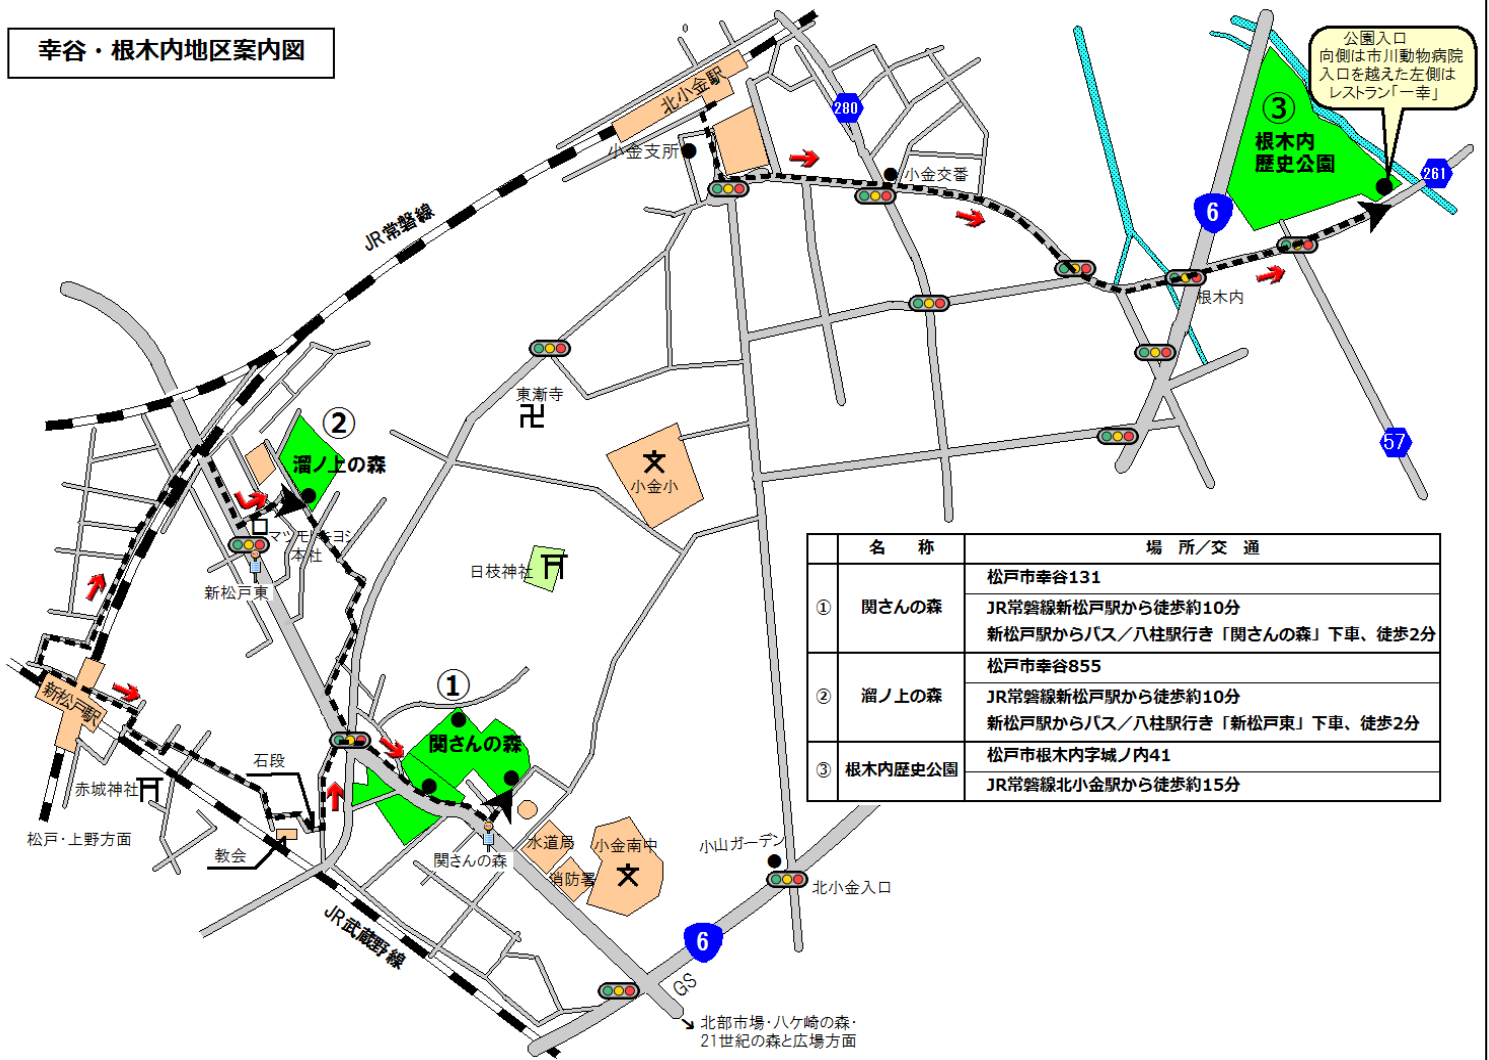 幸谷・根木内地区案内図
公園入口
向側は市川動物病院
入口を越えた左側は
レストラン「一幸」
北小金駅
280
③
根木内
歴史公園
小金支所
小金交番
261
6
JR常磐線
根木内
東漸寺
②
溜ノ上の森
小金小
57
マツモトキヨシ
本社
新松戸東
日枝神社
名　称
場　所／交　通
①
関さんの森
松戸市幸谷131
JR常磐線新松戸駅から徒歩約10分
新松戸駅からバス／八柱駅行き「関さんの森」下車、徒歩2分
②
溜ノ上の森
松戸市幸谷855
JR常磐線新松戸駅から徒歩約10分
新松戸駅からバス／八柱駅行き「新松戸東」下車、徒歩2分
③
根木内歴史公園
松戸市根木内字城ノ内41
JR常磐線北小金駅から徒歩約15分
新松戸駅
①
関さんの森
石段
赤城神社
松戸・上野方面
教会
関さんの森
水道局
消防署
小金南中
小山ガーデン
北小金入口
JR武蔵野線
6
GS
北部市場・八ケ崎の森・
21世紀の森と広場方面